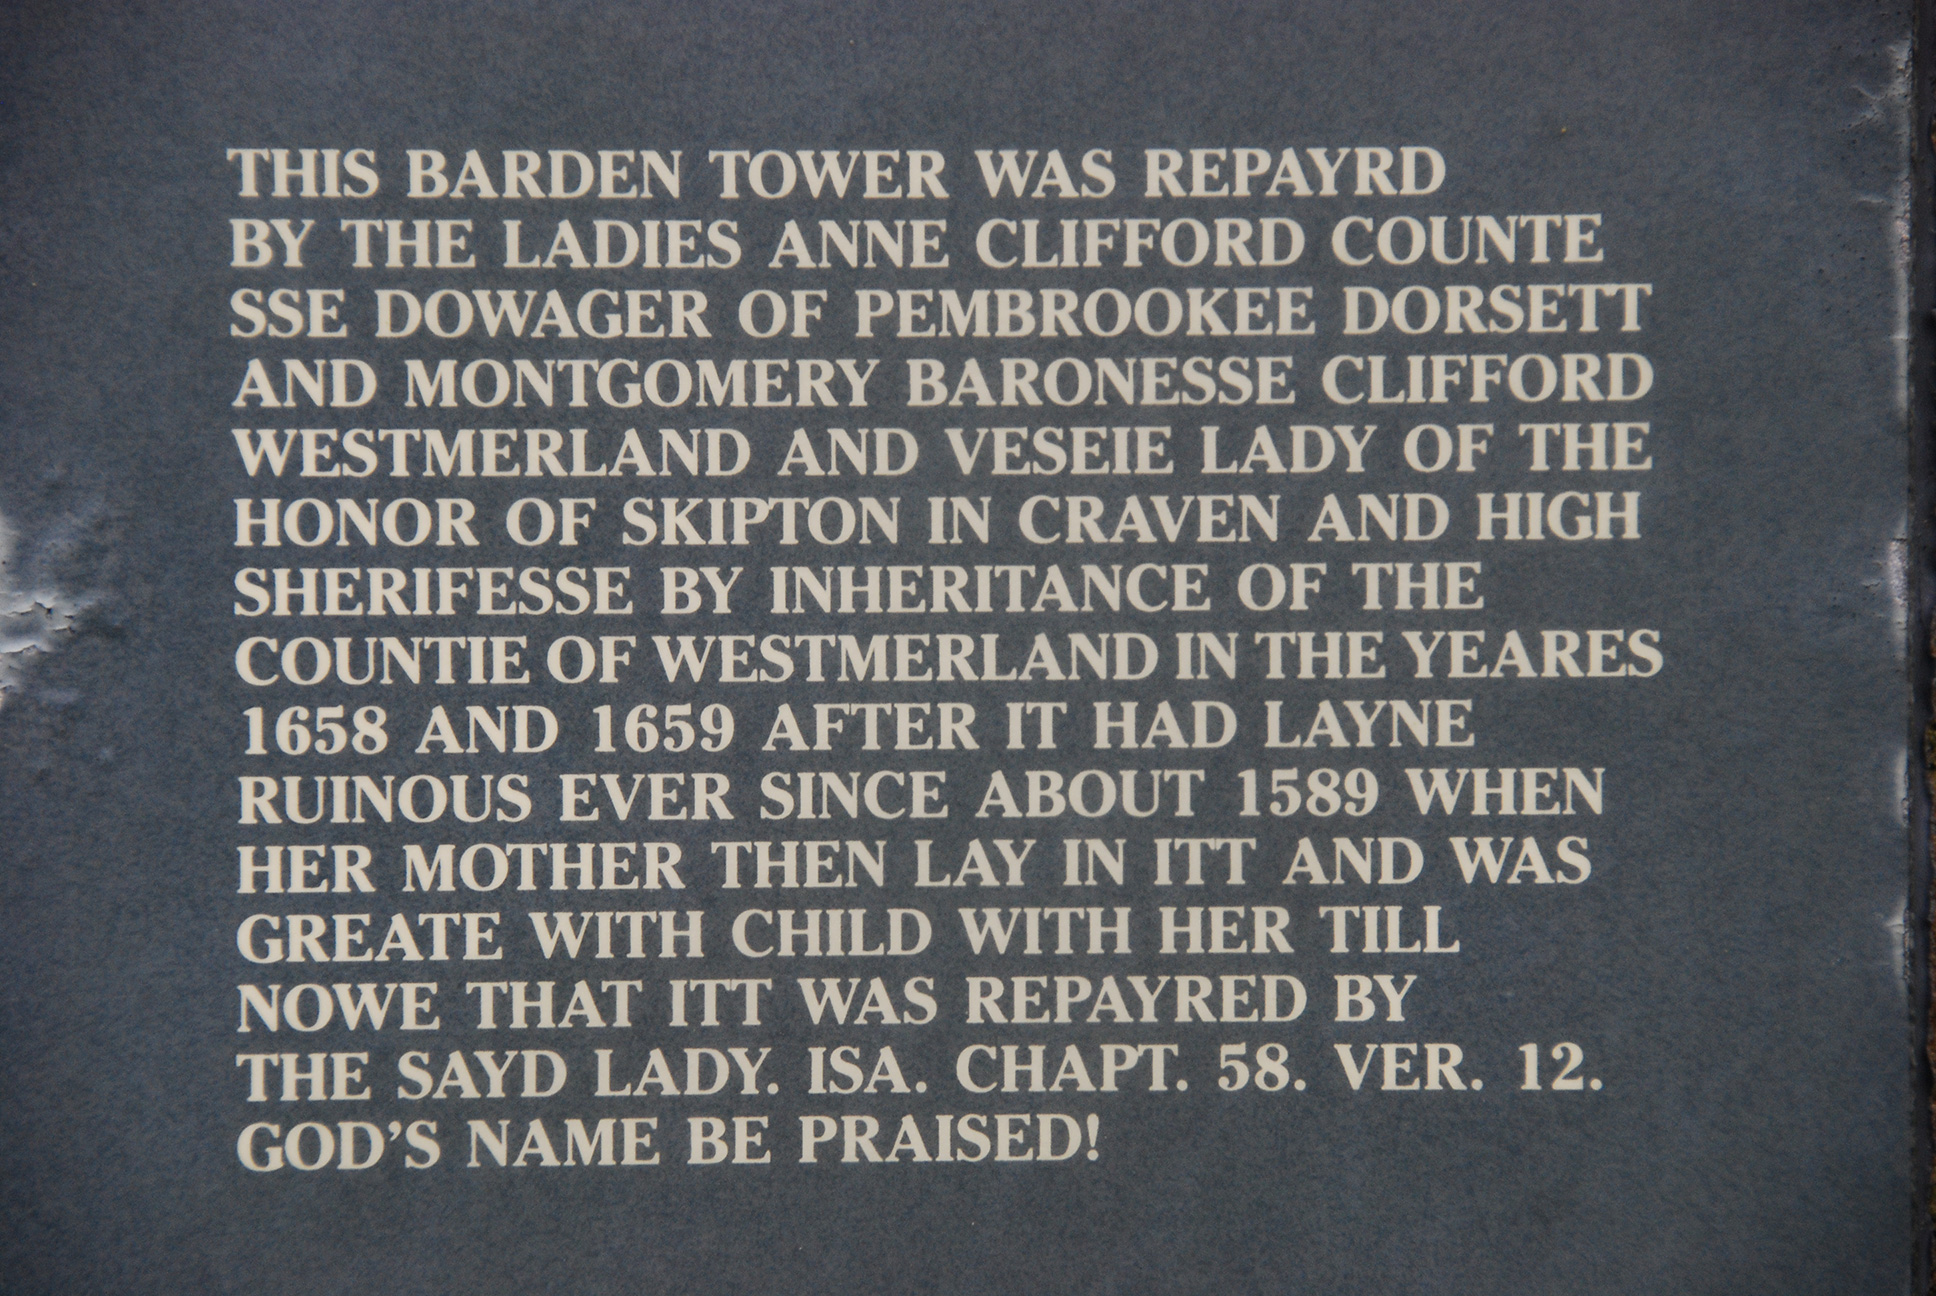 THIS BARDEN TOWER WAS REPAYRD
BY THE LADIES ANNE CLIFFORD COUNTE
SSE DOWAGER OF PEMBROOKEE DORSETT
AND MONTGOMERY BARONESSE CLIFFORD
WESTMERLAND AND VESEIE LADY OF THE
HONOR OF SKIPTON IN CRAVEN AND HIGH
SHERIFESSE BY INHERITANCE OF THE
COUNTIE OF WESTMERLAND IN THE YEARES
1658 AND 1659 AFTER IT HAD LAYNE
RUINOUS EVER SINCE ABOUT 1589 WHEN
HER MOTHER THEN LAY IN ITT AND WAS
GREATE WITH CHILD WITH HER TILL
NOWE THAT ITT WAS REPAYRED BY
THE SAYD LADY. ISA. CHAPT. 58. VER. 12.
GOD'S NAME BE PRAISED!